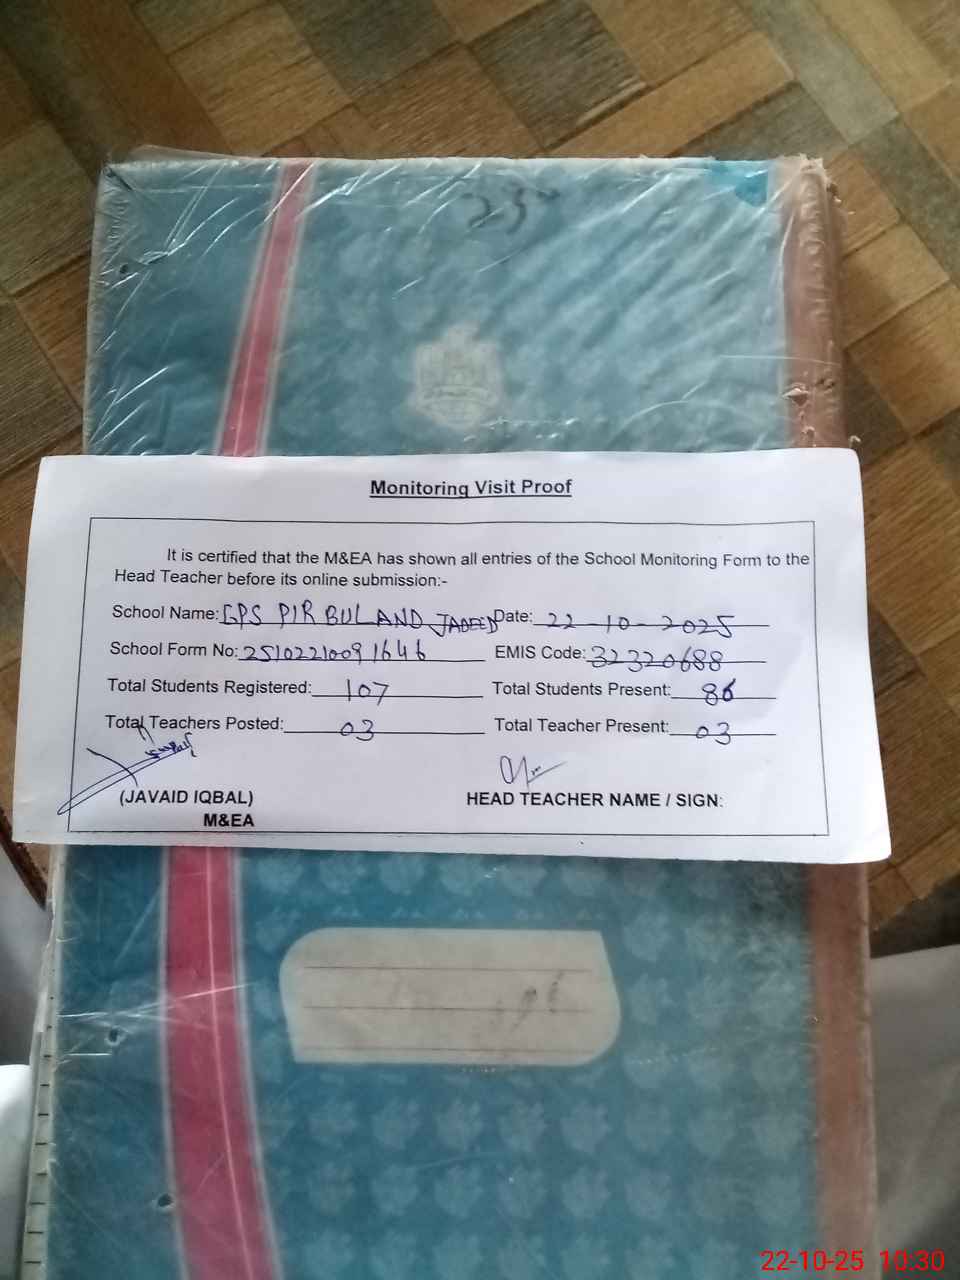 23
Monitoring Visit Proof
It is certified that the M&EA has shown all entries of the School Monitoring Form to the
Head Teacher before its online submission:-
School Name: GPS PIR BULAND JADEED Date: 22-10-2025
School Form No: 2510221009 1646 EMIS Code: 32320688
Total Students Registered: 107 Total Students Present: 86
Total Teachers Posted: 03 Total Teacher Present: 03
(JAVAID IQBAL) HEAD TEACHER NAME / SIGN:
M&EA
22-10-25 10:30